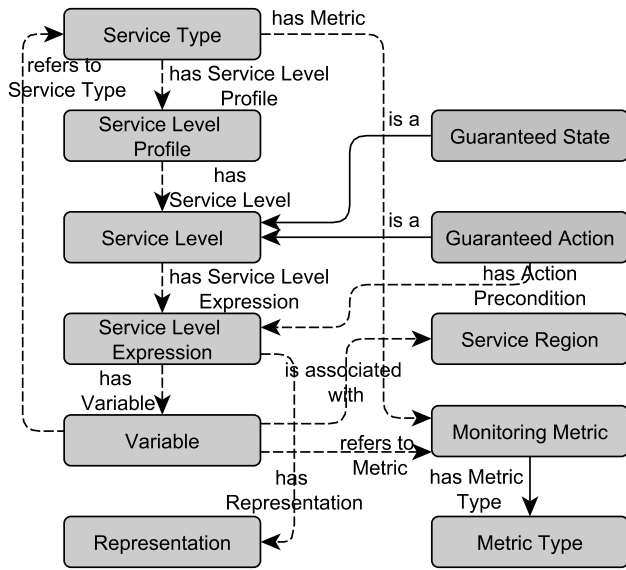 Service Type
has Metric
refers to
Service Type
has Service Level
Profile
Service Level
Profile
is a
Guaranteed State
has
Service Level
Service Level
is a
Guaranteed Action
has Service Level
Expression
has Action
Precondition
Service Level
Expression
Service Region
has
Variable
is associated
with
Variable
refers to
Metric
Monitoring Metric
has
Representation
has Metric
Type
Representation
Metric Type